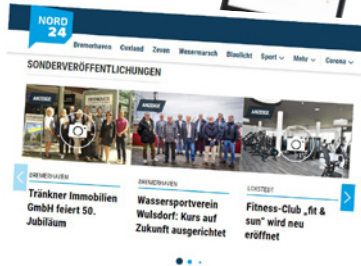 NORD
24
Bremerhaven Cuxland Zeven Wesermarsch Blaulicht Sport Mehr Corona
SONDERVERÖFFENTLICHUNGEN
ANZEIGE
ANZEIGE
ANZEIGE
BREMERHAVEN
Tränkner Immobilien
GmbH feiert 50.
Jubiläum
BREMERHAVEN
Wassersportverein
Wulsdorf: Kurs auf
Zukunft ausgerichtet
LOXSTEDT
Fitness-Club „fit &
sun“ wird neu
eröffnet